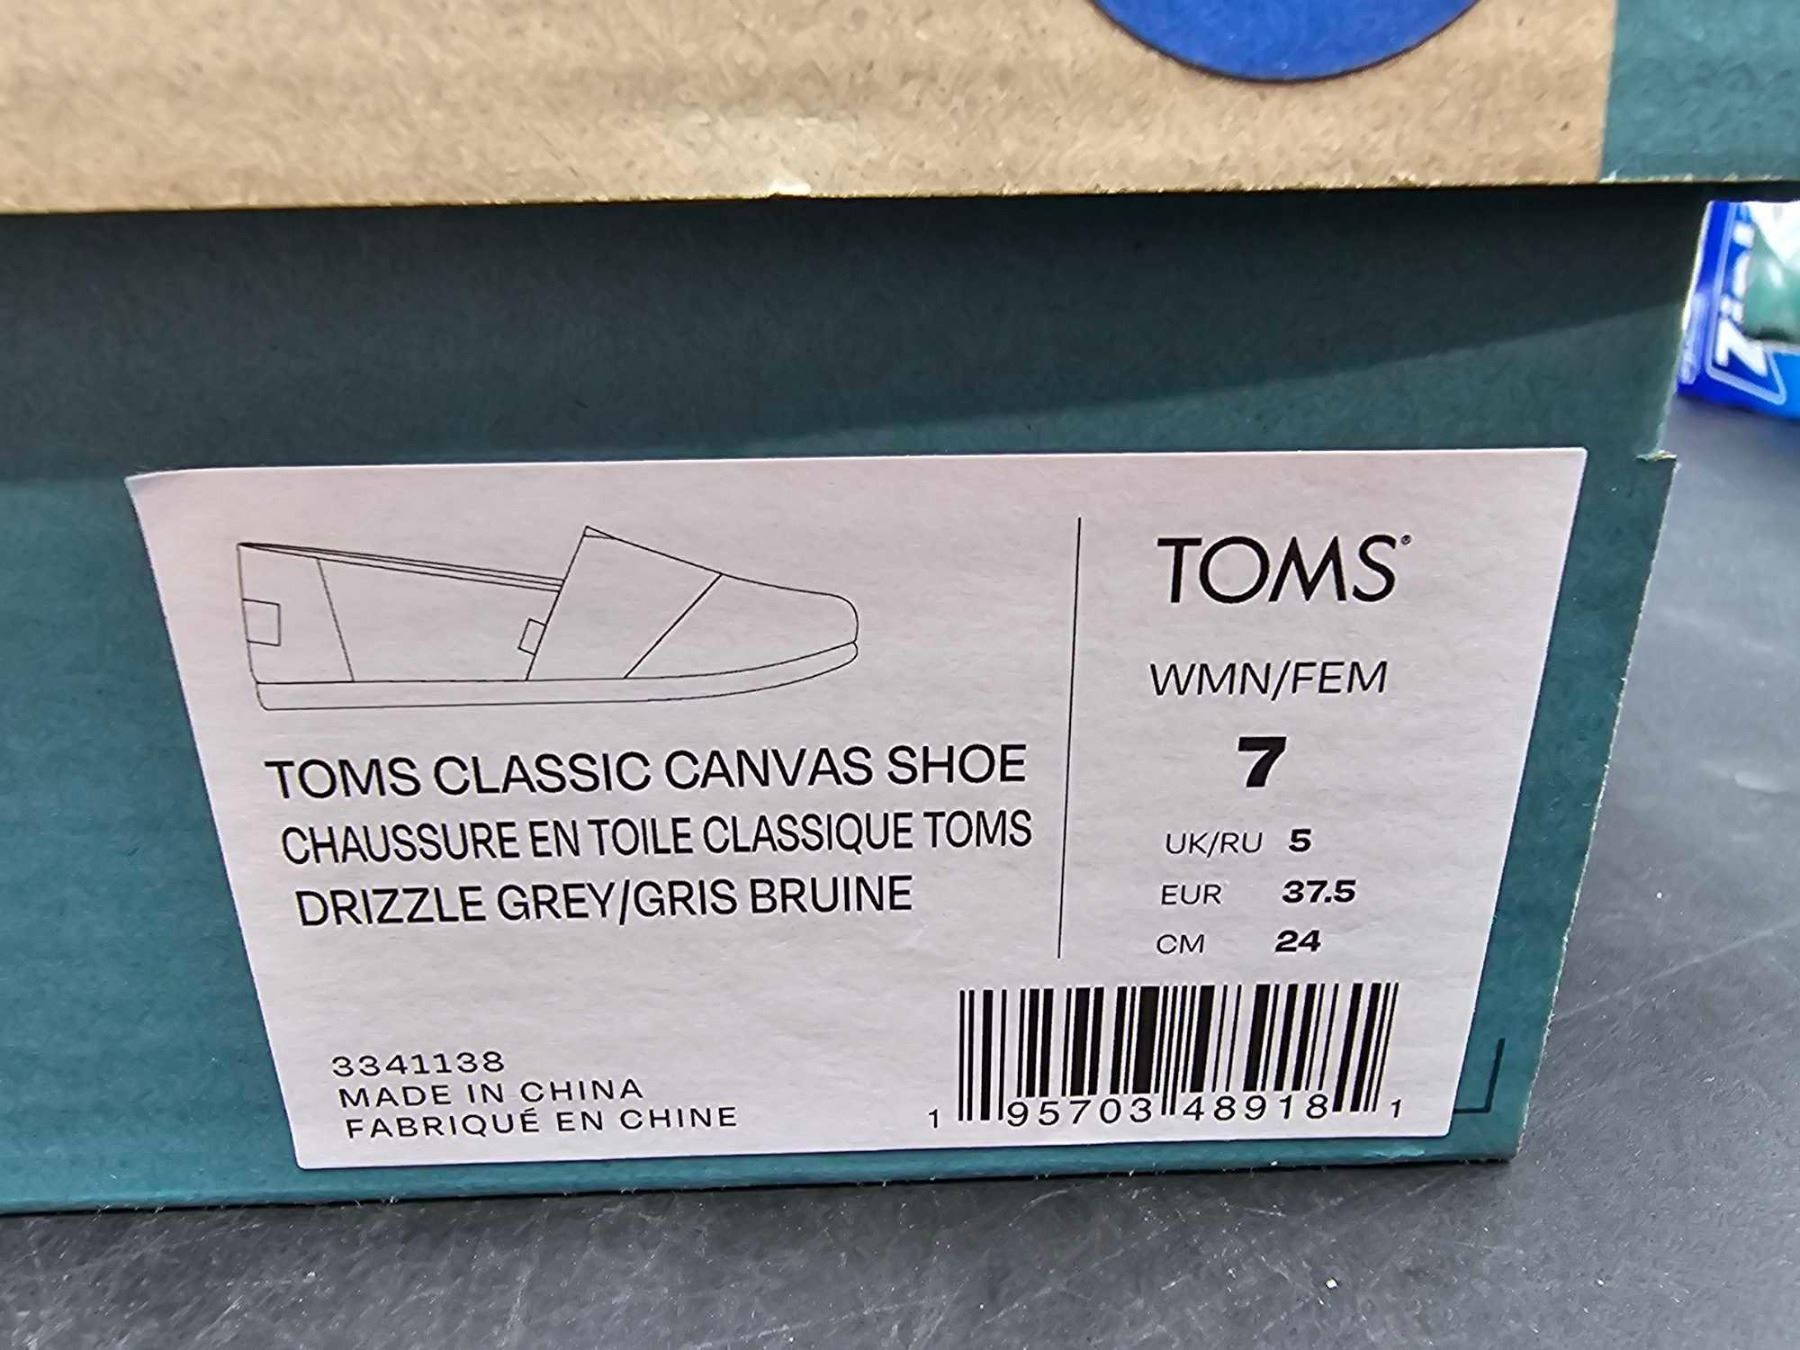 TOMS CLASSIC CANVAS SHOE
CHAUSSURE EN TOILE CLASSIQUE TOMS
DRIZZLE GREY/GRIS BRUINE
3341138
MADE IN CHINA
FABRIQUÉ EN CHINE
TOMS®
WMN/FEM
7
UK/RU 5
EUR 37.5
CM 24
1 95703 48918 1